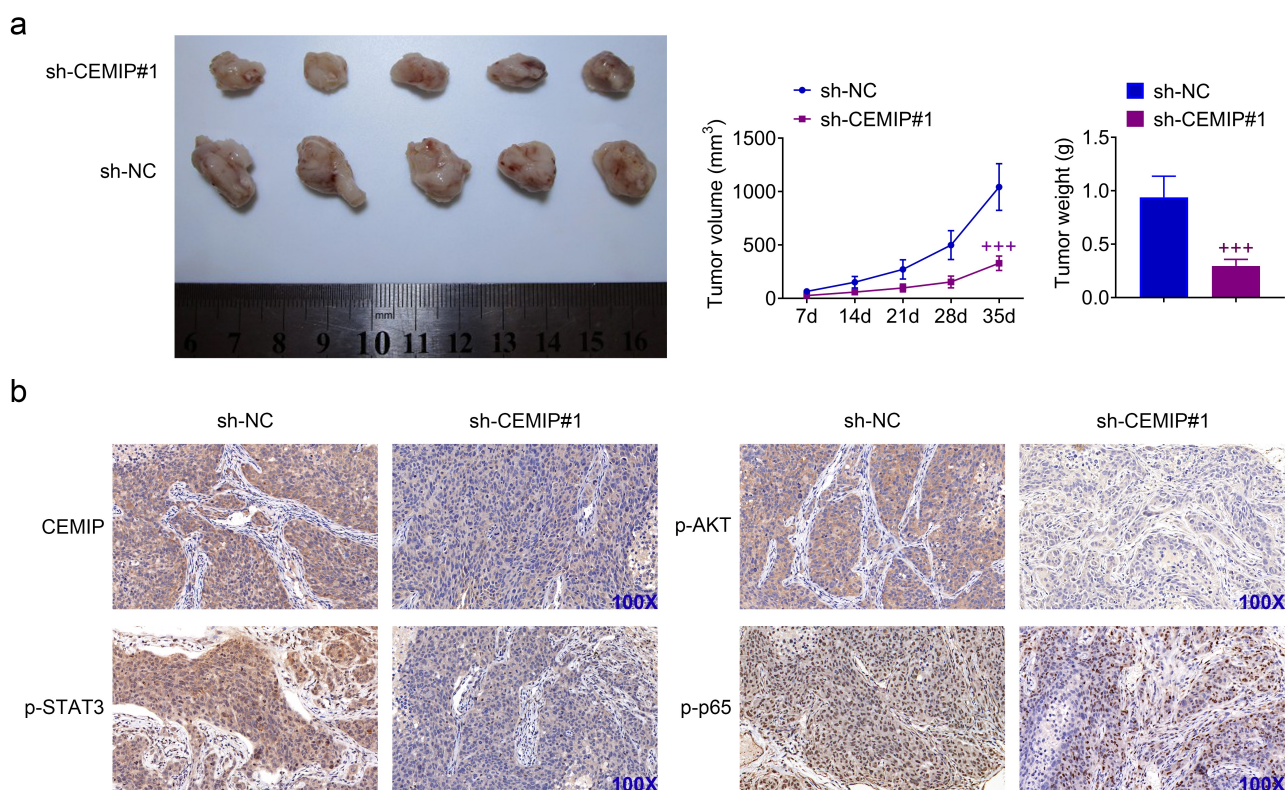 a
sh-CEMIP#1
sh-NC
mm
6 7 8 9 10 11 12 13 14 15 16
sh-NC
sh-CEMIP#1
Tumor volume (mm³)
1500
1000
500
0
+++
7d 14d 21d 28d 35d
sh-NC
sh-CEMIP#1
Tumor weight (g)
1.5
1.0
0.5
0.0
+++
b
sh-NC sh-CEMIP#1 sh-NC sh-CEMIP#1
CEMIP
100X
p-AKT
100X
p-STAT3
100X
p-p65
100X